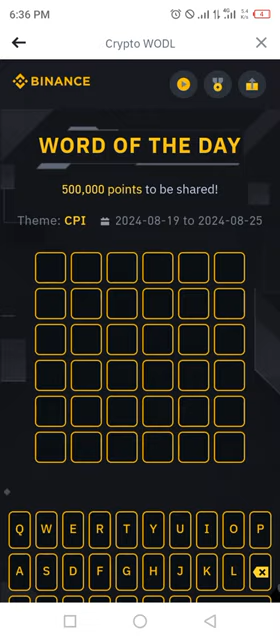 6:36 PM
Crypto WODL
BINANCE
WORD OF THE DAY
500,000 points to be shared!
Theme: CPI 2024-08-19 to 2024-08-25
Q W E R T Y U I O P
A S D F G H J K L